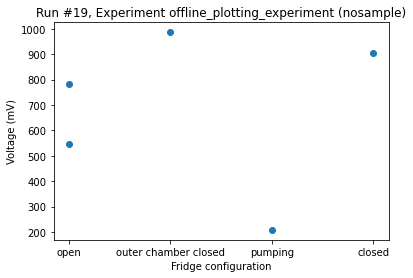 Run #19, Experiment offline_plotting_experiment (nosample)
1000
900
800
700
600
500
400
300
200
Voltage (mV)
open outer chamber closed pumping closed
Fridge configuration